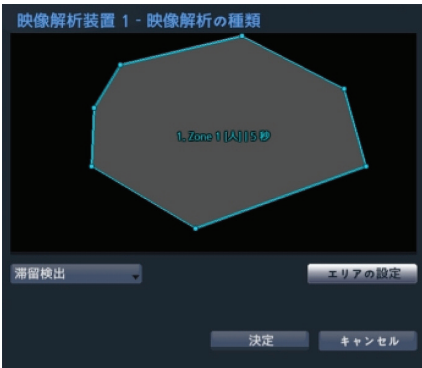 映像解析装置 1 - 映像解析の種類
1. Zone 1 [人] | 5 秒
滞留検出
エリアの設定
決定
キャンセル